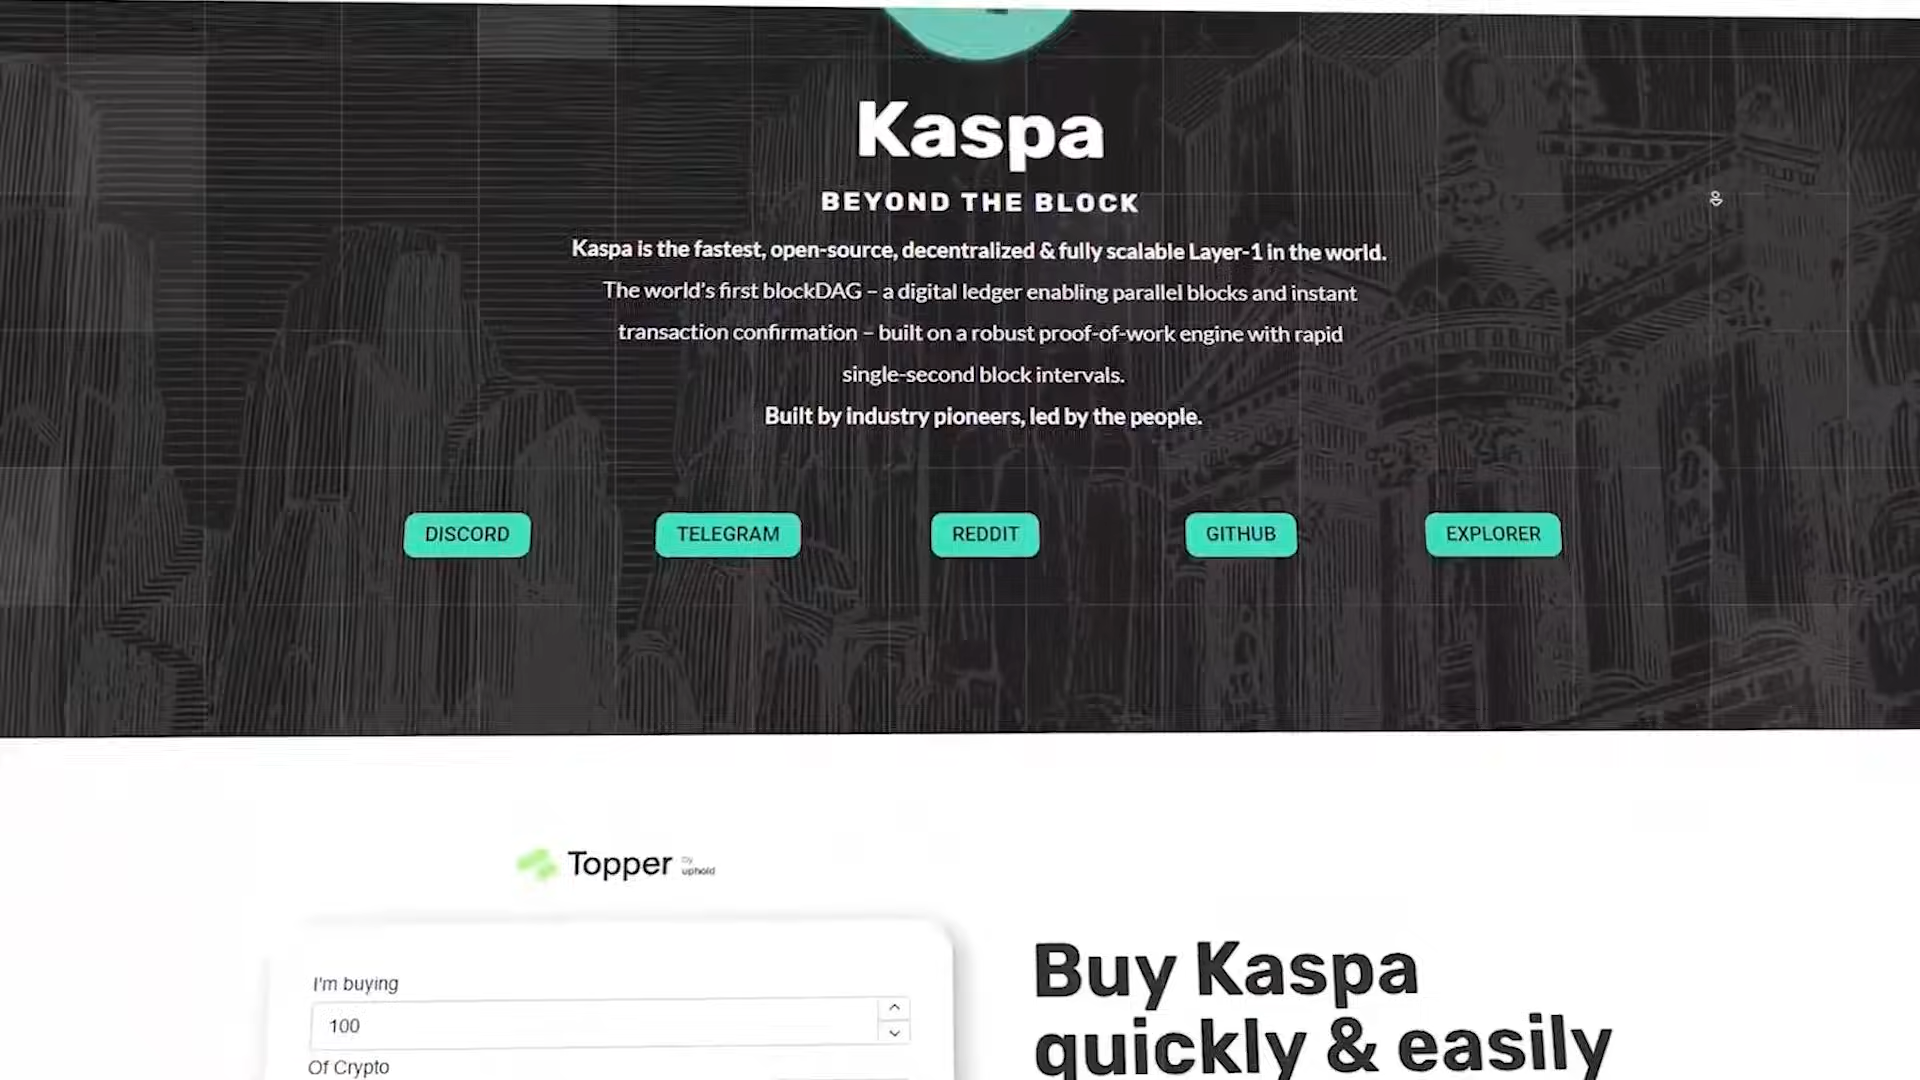 Kaspa
BEYOND THE BLOCK
Kaspa is the fastest, open-source, decentralized & fully scalable Layer-1 in the world.
The world's first blockDAG – a digital ledger enabling parallel blocks and instant
transaction confirmation – built on a robust proof-of-work engine with rapid
single-second block intervals.
Built by industry pioneers, led by the people.
DISCORD
TELEGRAM
REDDIT
GITHUB
EXPLORER
Topper by
uphold
I'm buying
100
Of Crypto
Buy Kaspa
quickly & easily